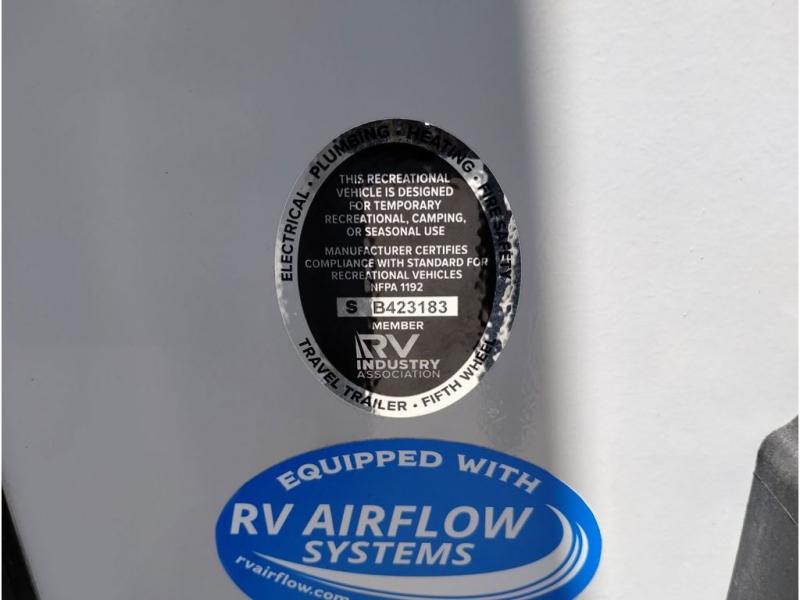 ELECTRICAL • PLUMBING • HEATING • FIRE SAFETY
THIS RECREATIONAL
VEHICLE IS DESIGNED
FOR TEMPORARY
RECREATIONAL, CAMPING,
OR SEASONAL USE
MANUFACTURER CERTIFIES
COMPLIANCE WITH STANDARD FOR
RECREATIONAL VEHICLES
NFPA 1192
S B423183
MEMBER
RV
INDUSTRY
ASSOCIATION
TRAVEL TRAILER • FIFTH WHEEL
EQUIPPED WITH
RV AIRFLOW
SYSTEMS
rvairflow.com